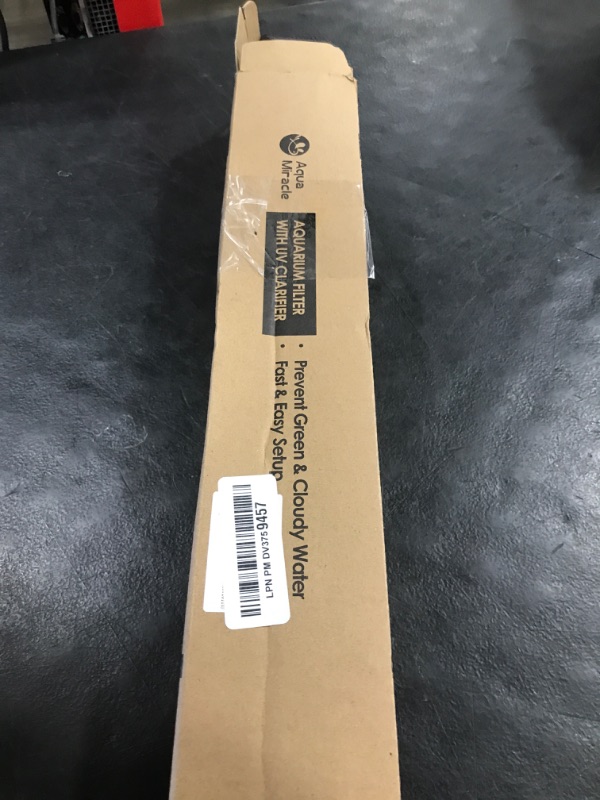 Aqua
Miracle
AQUARIUM FILTER
WITH UV CLARIFIER
• Prevent Green & Cloudy Water
• Fast & Easy Setup
LPN PM DV3759457